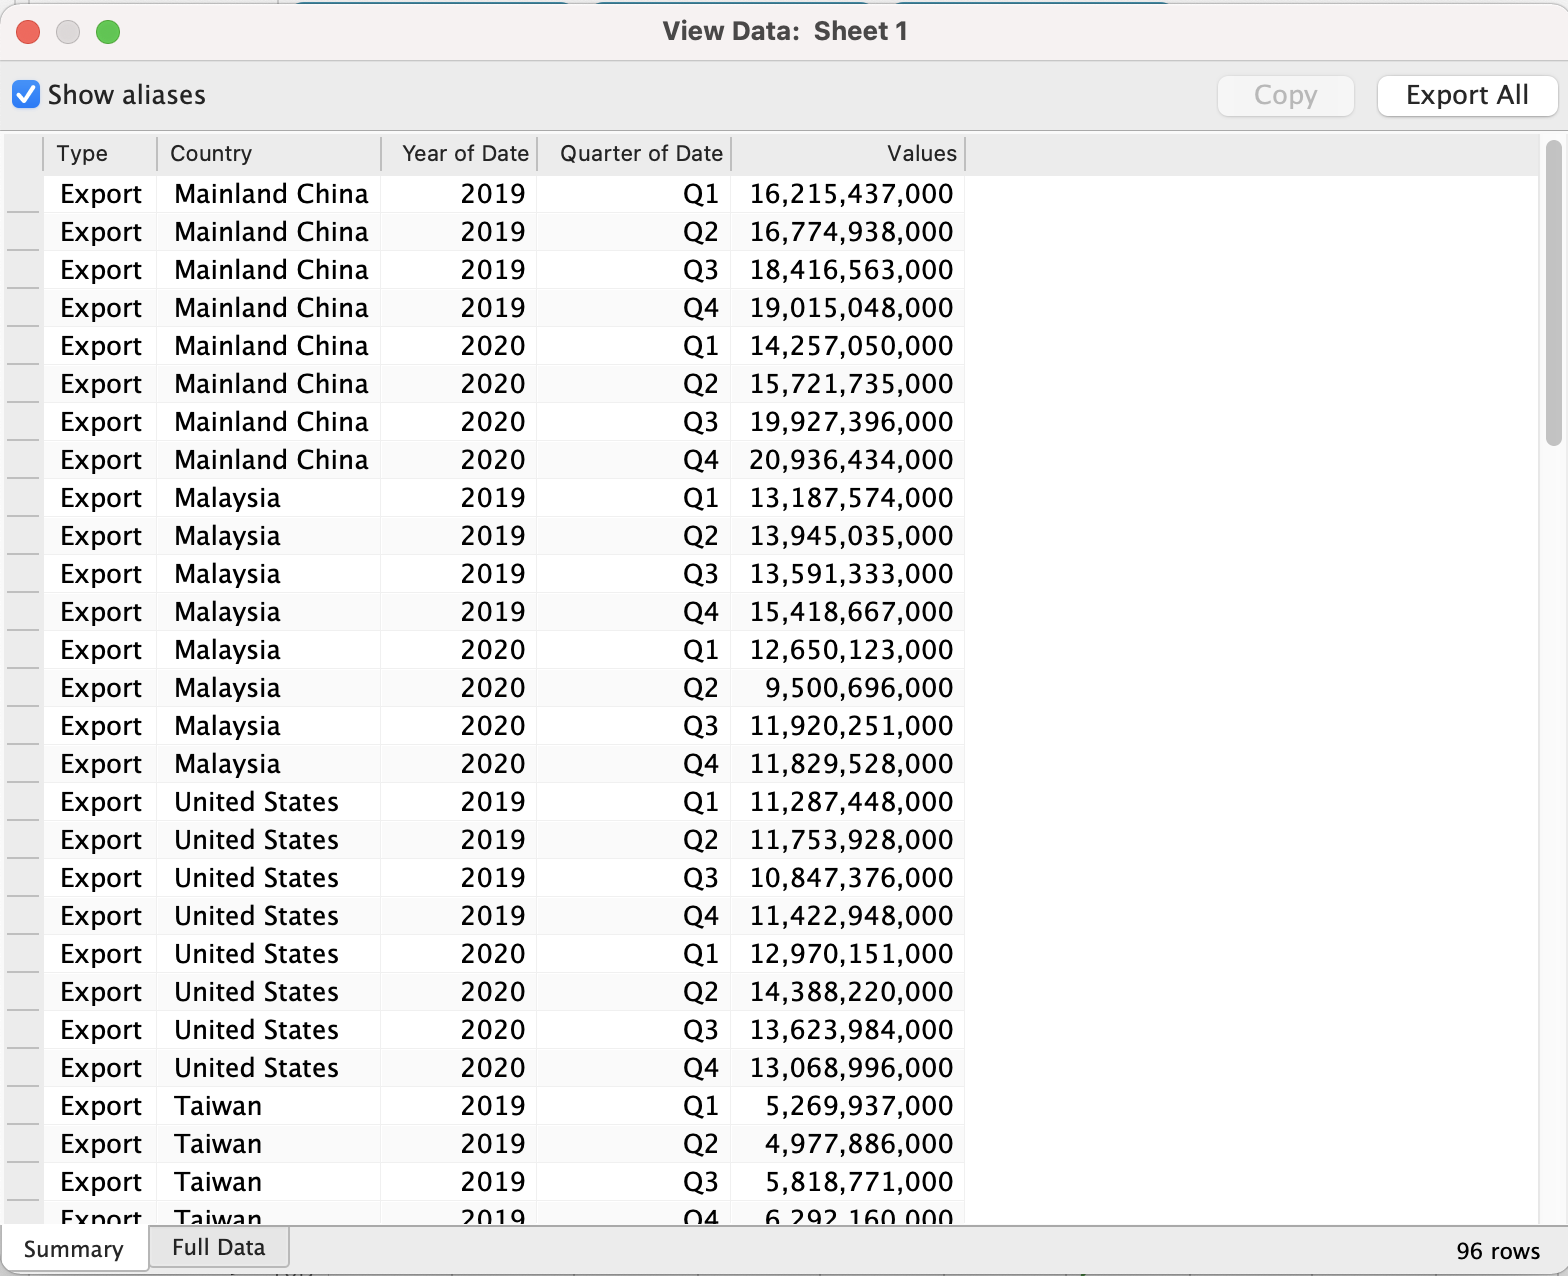 View Data: Sheet 1
Show aliases Copy Export All
Type Country Year of Date Quarter of Date Values
Export Mainland China 2019 Q1 16,215,437,000
Export Mainland China 2019 Q2 16,774,938,000
Export Mainland China 2019 Q3 18,416,563,000
Export Mainland China 2019 Q4 19,015,048,000
Export Mainland China 2020 Q1 14,257,050,000
Export Mainland China 2020 Q2 15,721,735,000
Export Mainland China 2020 Q3 19,927,396,000
Export Mainland China 2020 Q4 20,936,434,000
Export Malaysia 2019 Q1 13,187,574,000
Export Malaysia 2019 Q2 13,945,035,000
Export Malaysia 2019 Q3 13,591,333,000
Export Malaysia 2019 Q4 15,418,667,000
Export Malaysia 2020 Q1 12,650,123,000
Export Malaysia 2020 Q2 9,500,696,000
Export Malaysia 2020 Q3 11,920,251,000
Export Malaysia 2020 Q4 11,829,528,000
Export United States 2019 Q1 11,287,448,000
Export United States 2019 Q2 11,753,928,000
Export United States 2019 Q3 10,847,376,000
Export United States 2019 Q4 11,422,948,000
Export United States 2020 Q1 12,970,151,000
Export United States 2020 Q2 14,388,220,000
Export United States 2020 Q3 13,623,984,000
Export United States 2020 Q4 13,068,996,000
Export Taiwan 2019 Q1 5,269,937,000
Export Taiwan 2019 Q2 4,977,886,000
Export Taiwan 2019 Q3 5,818,771,000
Export Taiwan 2019 Q4 6,292,160,000
Summary Full Data 96 rows